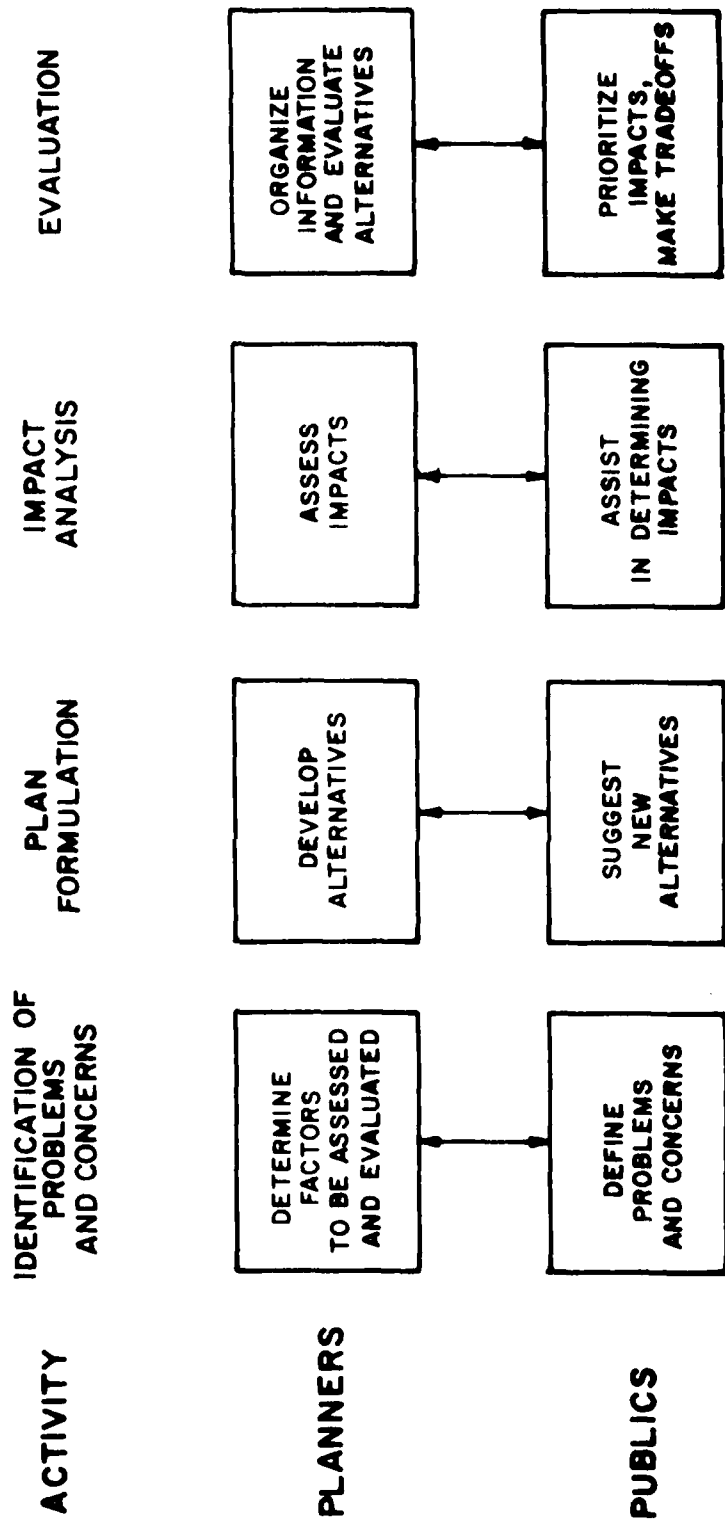 ACTIVITY
IDENTIFICATION OF
PROBLEMS
AND CONCERNS
PLAN
FORMULATION
IMPACT
ANALYSIS
EVALUATION
PLANNERS
DETERMINE
FACTORS
TO BE ASSESSED
AND EVALUATED
DEVELOP
ALTERNATIVES
ASSESS
IMPACTS
ORGANIZE
INFORMATION
AND EVALUATE
ALTERNATIVES
PUBLICS
DEFINE
PROBLEMS
AND CONCERNS
SUGGEST
NEW
ALTERNATIVES
ASSIST
IN DETERMINING
IMPACTS
PRIORITIZE
IMPACTS,
MAKE TRADEOFFS